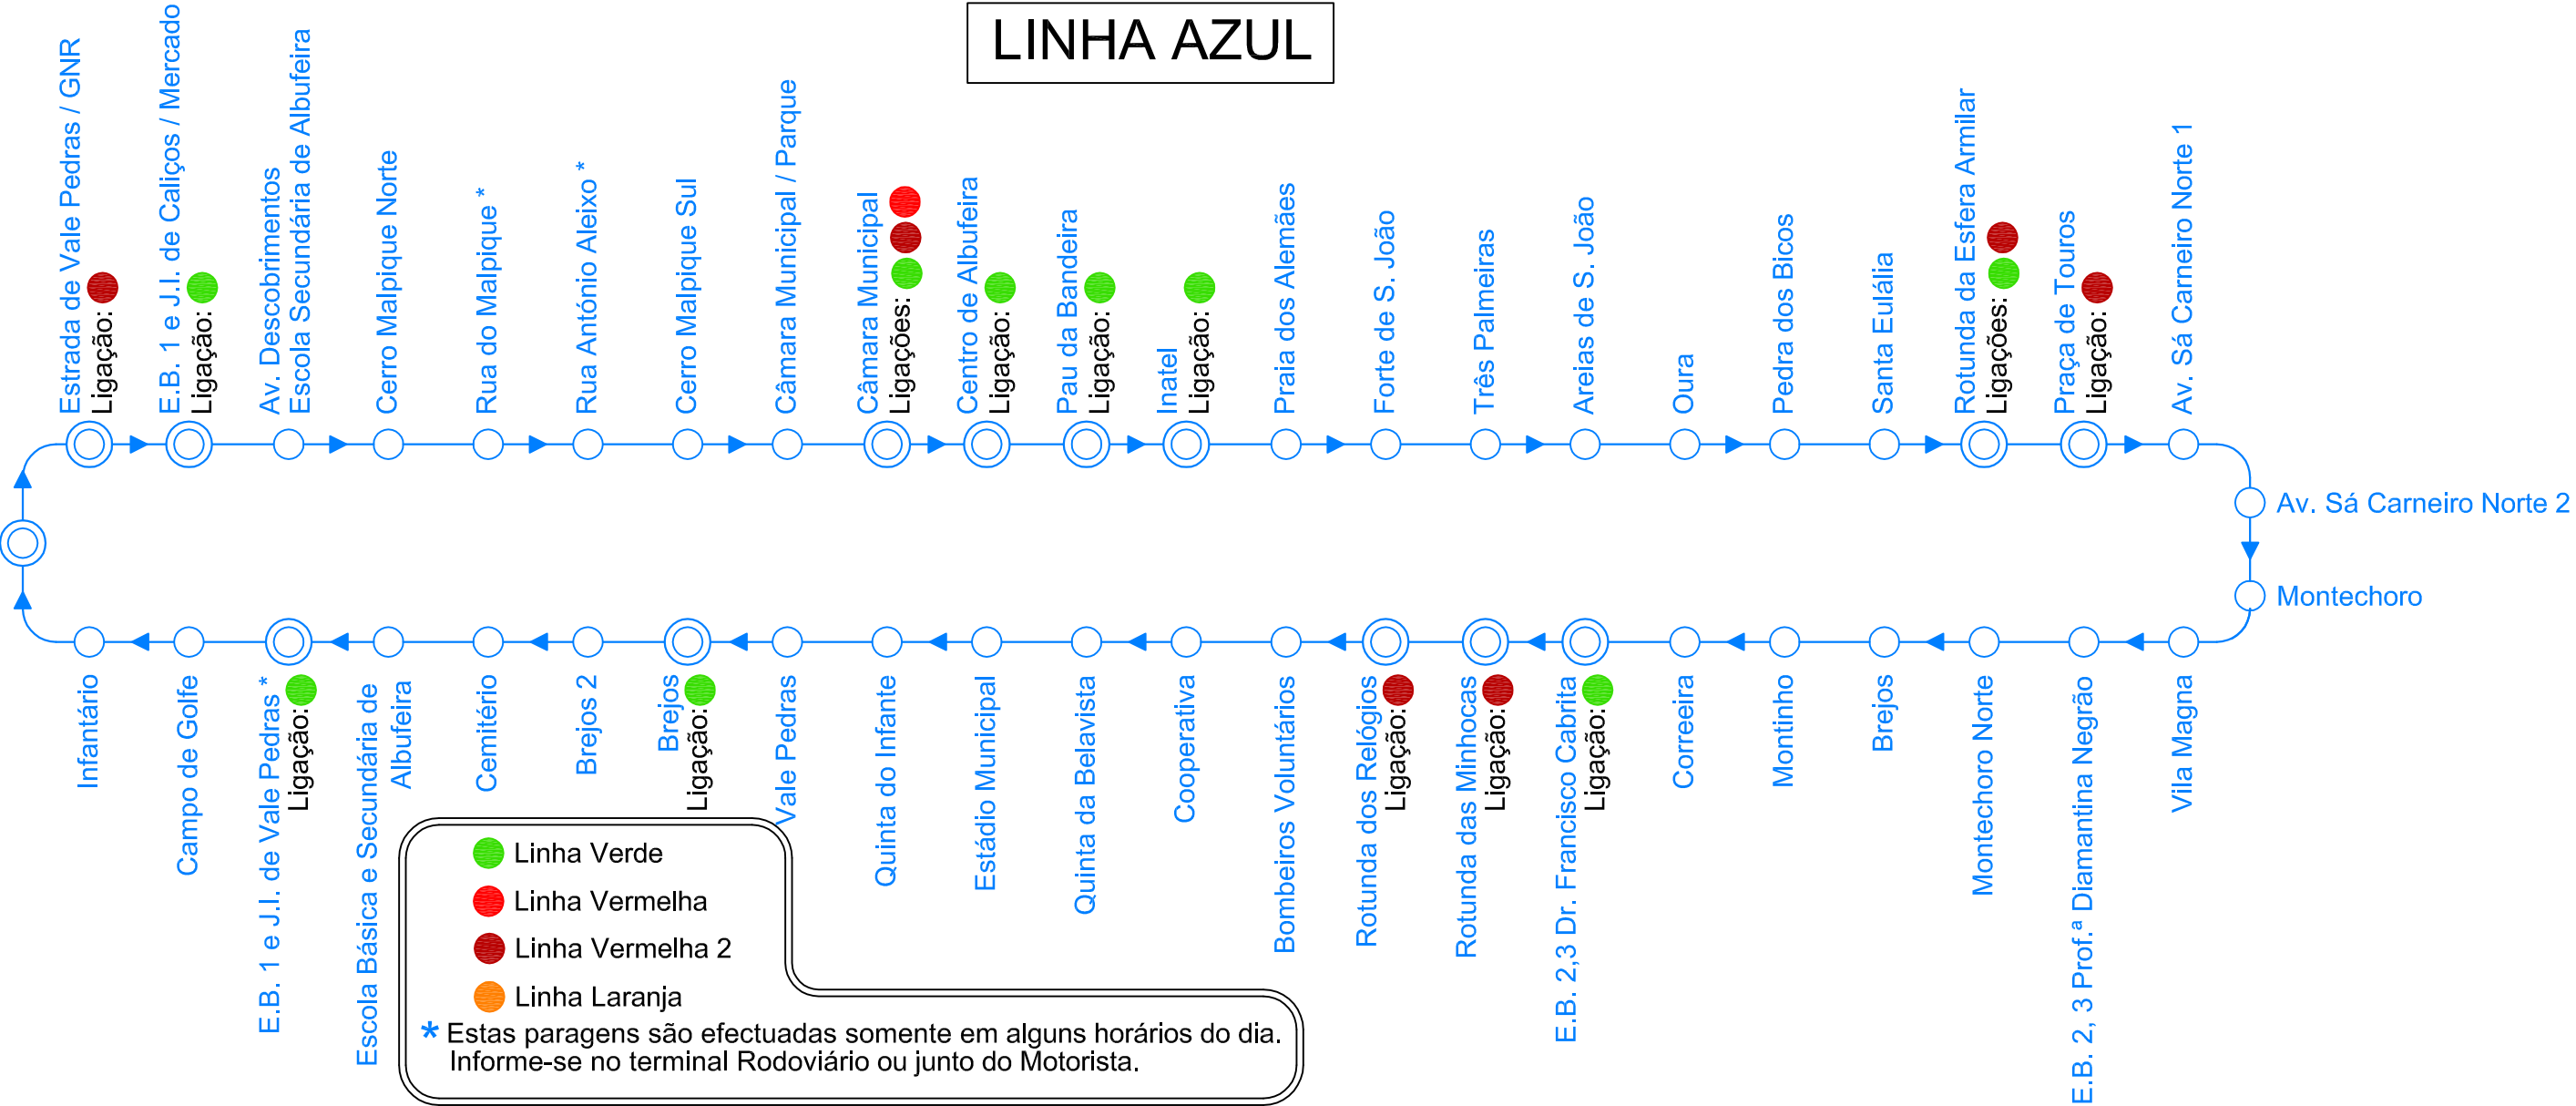 LINHA AZUL
Estrada de Vale Pedras / GNR
Ligação:
E.B. 1 e J.I. de Caliços / Mercado
Ligação:
Av. Descobrimentos
Escola Secundária de Albufeira
Cerro Malpique Norte
Rua do Malpique *
Rua António Aleixo *
Cerro Malpique Sul
Câmara Municipal / Parque
Câmara Municipal
Ligações:
Centro de Albufeira
Ligação:
Pau da Bandeira
Ligação:
Inatel
Ligação:
Praia dos Alemães
Forte de S. João
Três Palmeiras
Areias de S. João
Oura
Pedra dos Bicos
Santa Eulália
Rotunda da Esfera Armilar
Ligações:
Praça de Touros
Ligação:
Av. Sá Carneiro Norte 1
Av. Sá Carneiro Norte 2
Montechoro
Infantário
Campo de Golfe
E.B. 1 e J.I. de Vale Pedras *
Ligação:
Escola Básica e Secundária de
Albufeira
Cemitério
Brejos 2
Brejos
Ligação:
Vale Pedras
Quinta do Infante
Estádio Municipal
Quinta da Belavista
Cooperativa
Bombeiros Voluntários
Rotunda dos Relógios
Ligação:
Rotunda das Minhocas
Ligação:
E.B. 2,3 Dr. Francisco Cabrita
Ligação:
Correeira
Montinho
Brejos
Montechoro Norte
E.B. 2, 3 Prof.ª Diamantina Negrão
Vila Magna
Linha Verde
Linha Vermelha
Linha Vermelha 2
Linha Laranja
* Estas paragens são efectuadas somente em alguns horários do dia.
Informe-se no terminal Rodoviário ou junto do Motorista.